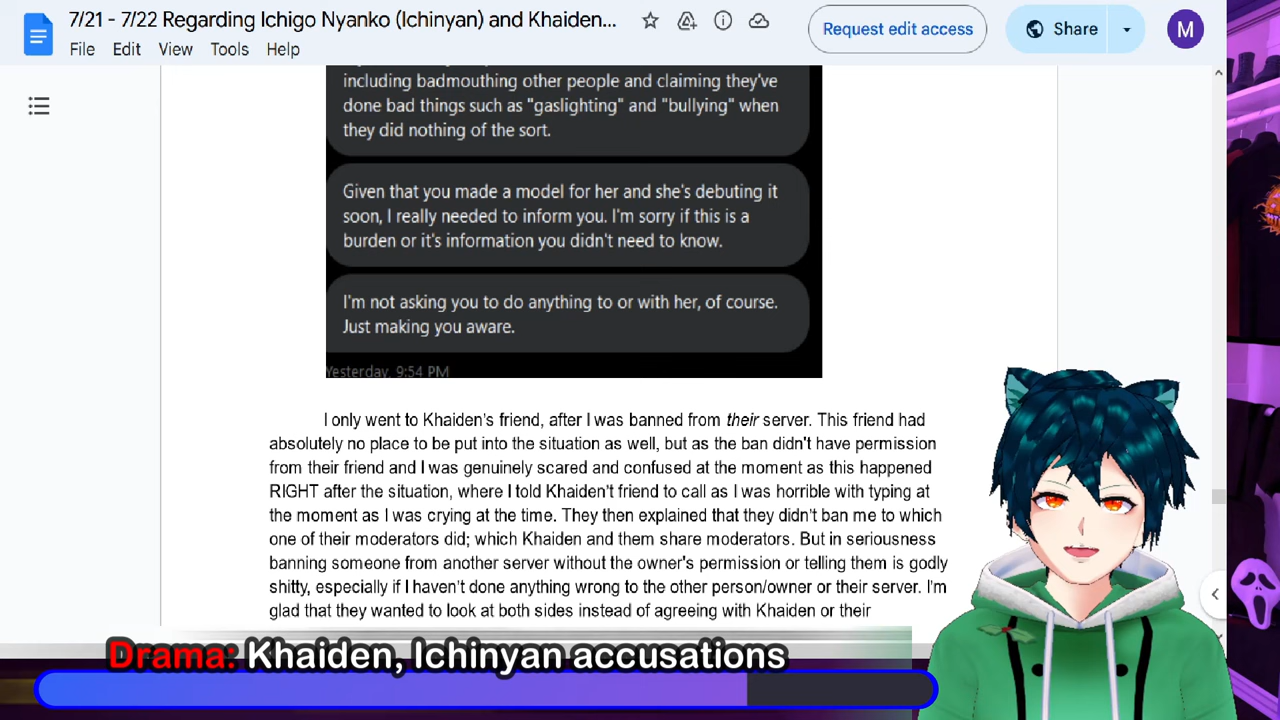 7/21 - 7/22 Regarding Ichigo Nyanko (Ichinyan) and Khaiden...
File Edit View Tools Help
Request edit access
Share
M
including badmouthing other people and claiming they've
done bad things such as "gaslighting" and "bullying" when
they did nothing of the sort.
Given that you made a model for her and she's debuting it
soon, I really needed to inform you. I'm sorry if this is a
burden or it's information you didn't need to know.
I'm not asking you to do anything to or with her, of course.
Just making you aware.
Yesterday, 9:54 PM
I only went to Khaiden's friend, after I was banned from their server. This friend had
absolutely no place to be put into the situation as well, but as the ban didn't have permission
from their friend and I was genuinely scared and confused at the moment as this happened
RIGHT after the situation, where I told Khaiden't friend to call as I was horrible with typing at
the moment as I was crying at the time. They then explained that they didn't ban me to which
one of their moderators did; which Khaiden and them share moderators. But in seriousness
banning someone from another server without the owner's permission or telling them is godly
shitty, especially if I haven't done anything wrong to the other person/owner or their server. I'm
glad that they wanted to look at both sides instead of agreeing with Khaiden or their
Drama: Khaiden, Ichinyan accusations